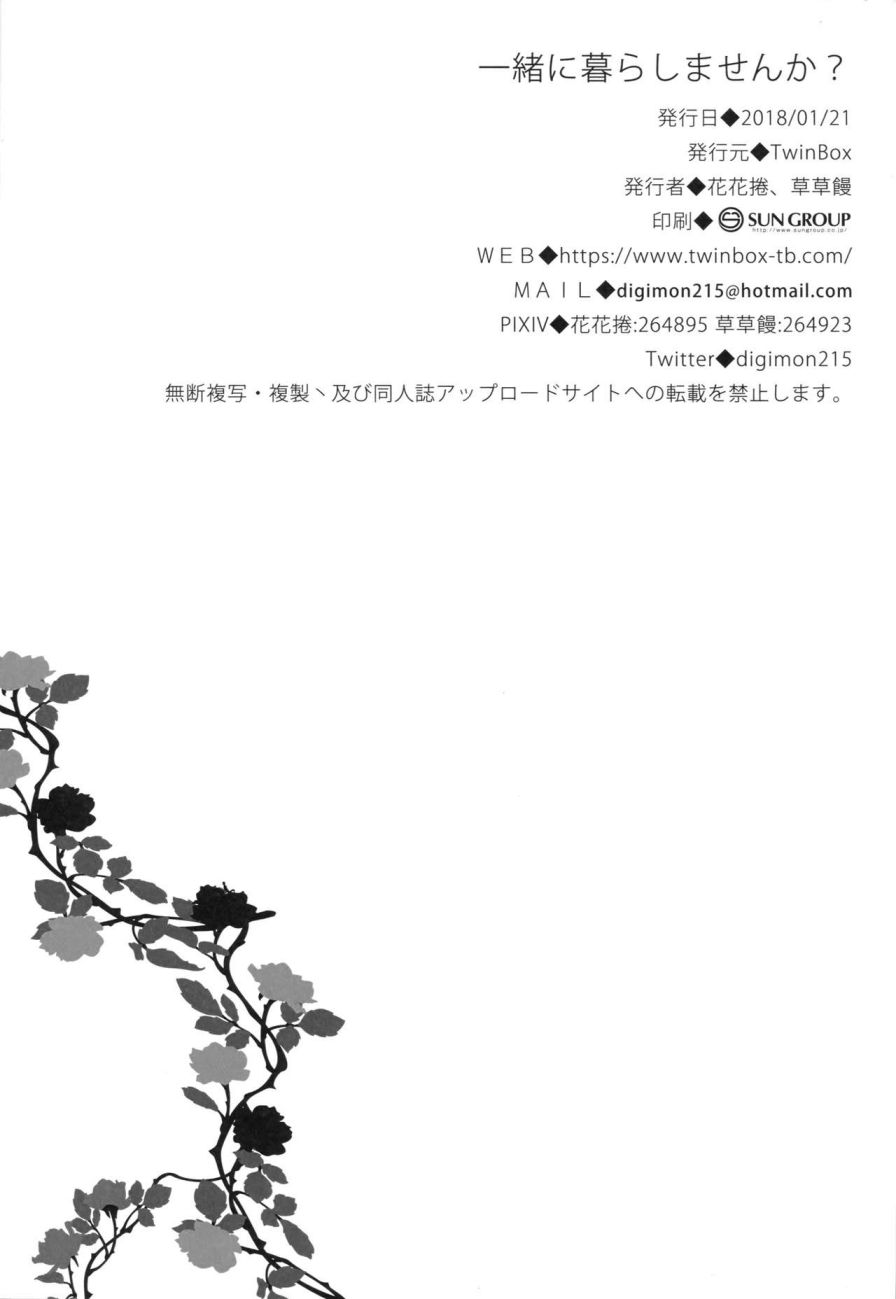 一緒に暮らしませんか？
発行日◆2018/01/21
発行元◆TwinBox
発行者◆花花捲、草草饅
印刷◆ SUN GROUP
http://www.sungroup.co.jp/
ＷＥＢ◆https://www.twinbox-tb.com/
ＭＡＩＬ◆digimon215@hotmail.com
PIXIV◆花花捲:264895 草草饅:264923
Twitter◆digimon215
無断複写・複製ヽ及び同人誌アップロードサイトへの転載を禁止します。